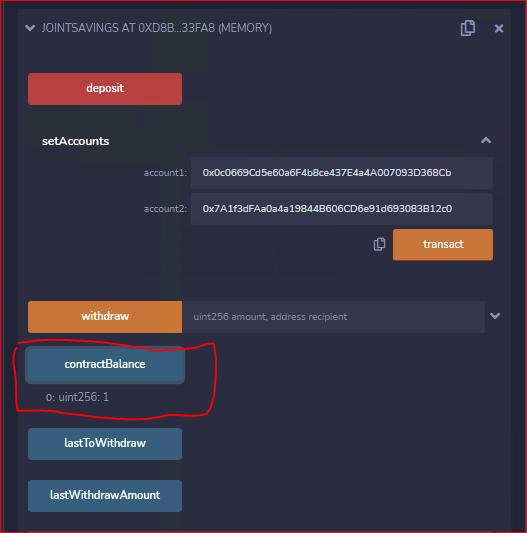 JOINTSAVINGS AT 0XD8B...33FA8 (MEMORY)
deposit
setAccounts
account1: 0x0c0669Cd5e60a6F4b8ce437E4a4A007093D368Cb
account2: 0x7A1f3dFAa0a4a19844B606CD6e91d693083B12c0
transact
withdraw uint256 amount, address recipient
contractBalance
0: uint256: 1
lastToWithdraw
lastWithdrawAmount